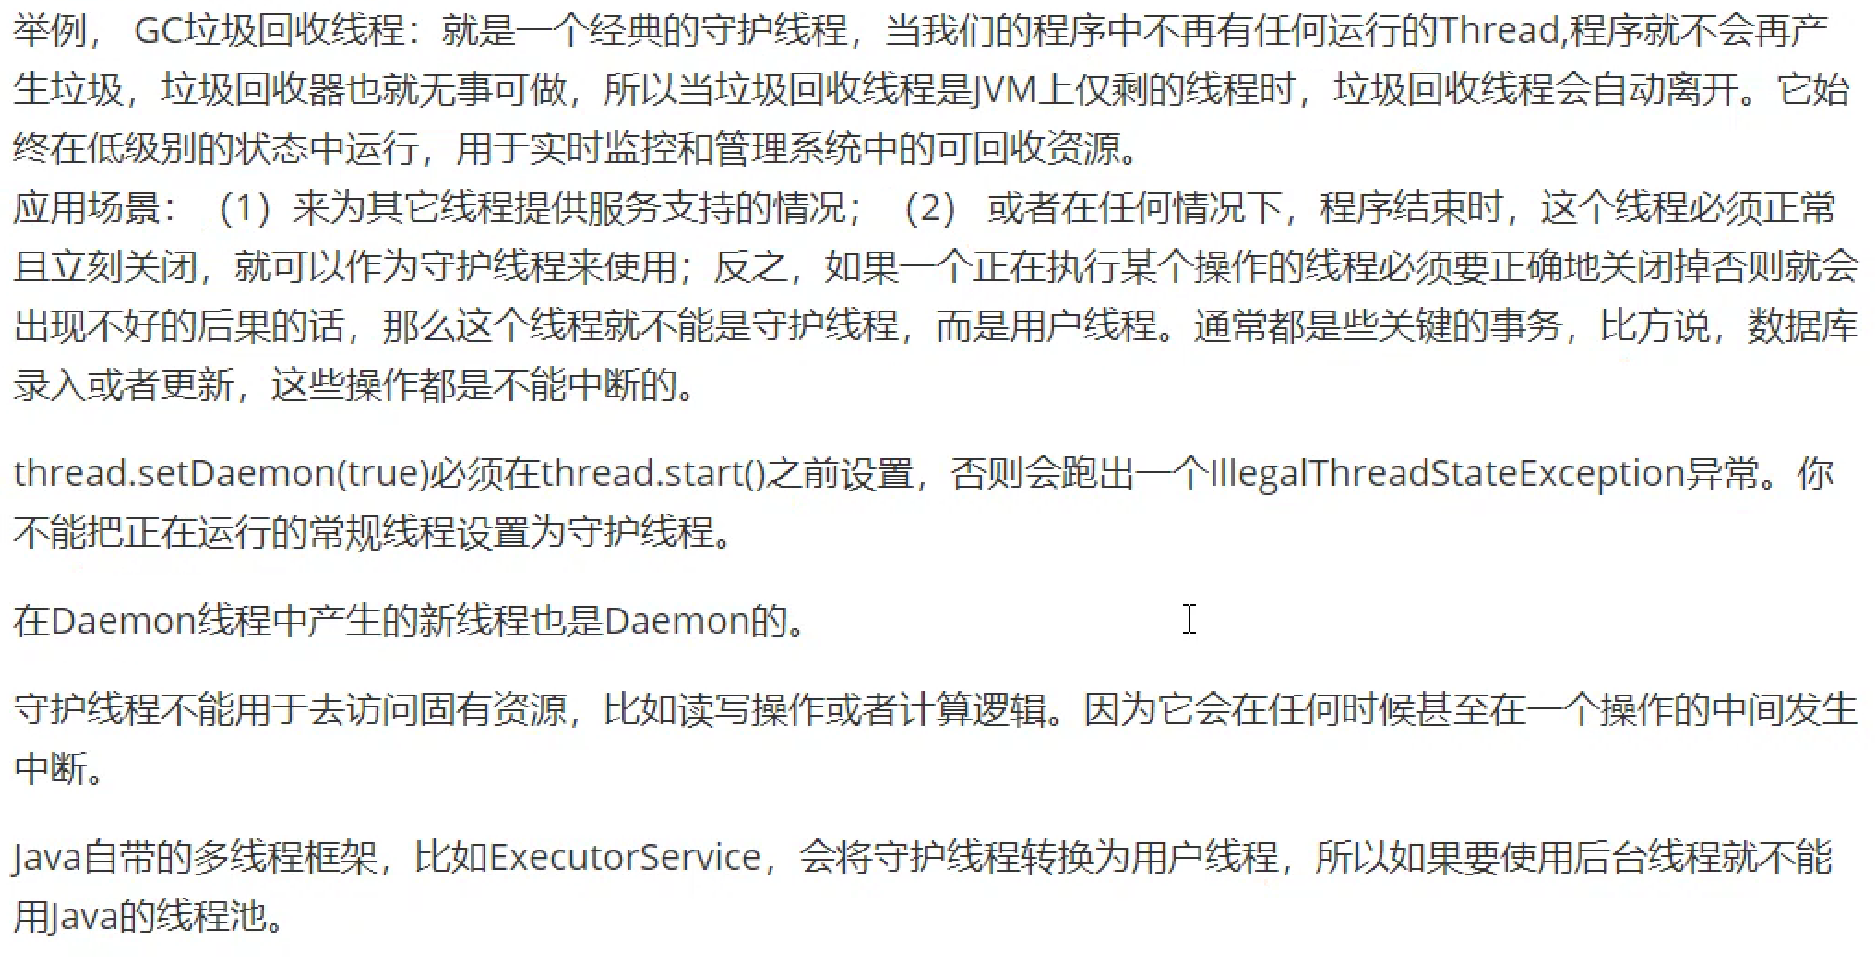 举例， GC垃圾回收线程：就是一个经典的守护线程，当我们的程序中不再有任何运行的Thread,程序就不会再产
生垃圾，垃圾回收器也就无事可做，所以当垃圾回收线程是JVM上仅剩的线程时，垃圾回收线程会自动离开。它始
终在低级别的状态中运行，用于实时监控和管理系统中的可回收资源。
应用场景：（1）来为其它线程提供服务支持的情况；（2） 或者在任何情况下，程序结束时，这个线程必须正常
且立刻关闭，就可以作为守护线程来使用；反之，如果一个正在执行某个操作的线程必须要正确地关闭掉否则就会
出现不好的后果的话，那么这个线程就不能是守护线程，而是用户线程。通常都是些关键的事务，比方说，数据库
录入或者更新，这些操作都是不能中断的。
thread.setDaemon(true)必须在thread.start()之前设置，否则会跑出一个IllegalThreadStateException异常。你
不能把正在运行的常规线程设置为守护线程。
在Daemon线程中产生的新线程也是Daemon的。
守护线程不能用于去访问固有资源，比如读写操作或者计算逻辑。因为它会在任何时候甚至在一个操作的中间发生
中断。
Java自带的多线程框架，比如ExecutorService，会将守护线程转换为用户线程，所以如果要使用后台线程就不能
用Java的线程池。